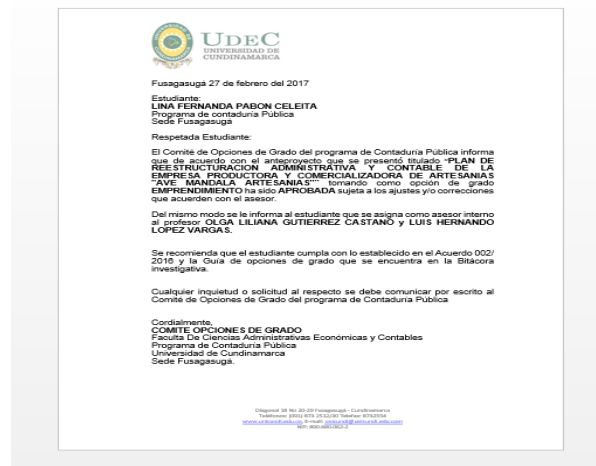 UDEC
UNIVERSIDAD DE
CUNDINAMARCA
Fusagasugá 27 de febrero del 2017
Estudiante:
LINA FERNANDA PABON CELEITA
Programa de contaduría Pública
Sede Fusagasugá
Respetada Estudiante:
El Comité de Opciones de Grado del programa de Contaduría Pública informa
que de acuerdo con el anteproyecto que se presentó titulado "PLAN DE
REESTRUCTURACION ADMINISTRATIVA Y CONTABLE DE LA
EMPRESA PRODUCTORA Y COMERCIALIZADORA DE ARTESANIAS
"AVE MANDALA ARTESANIAS"" tomando como opción de grado
EMPRENDIMIENTO ha sido APROBADA sujeta a los ajustes y/o correcciones
que acuerden con el asesor.
Del mismo modo se le informa al estudiante que se asigna como asesor interno
al profesor OLGA LILIANA GUTIERREZ CASTAÑO y LUIS HERNANDO
LOPEZ VARGAS.
Se recomienda que el estudiante cumpla con lo establecido en el Acuerdo 002/
2016 y la Guía de opciones de grado que se encuentra en la Bitácora
investigativa.
Cualquier inquietud o solicitud al respecto se debe comunicar por escrito al
Comité de Opciones de Grado del programa de Contaduría Pública
Cordialmente,
COMITE OPCIONES DE GRADO
Faculta De Ciencias Administrativas Económicas y Contables
Programa de Contaduría Pública
Universidad de Cundinamarca
Sede Fusagasugá.
Diagonal 18 No 20-29 Fusagasugá - Cundinamarca